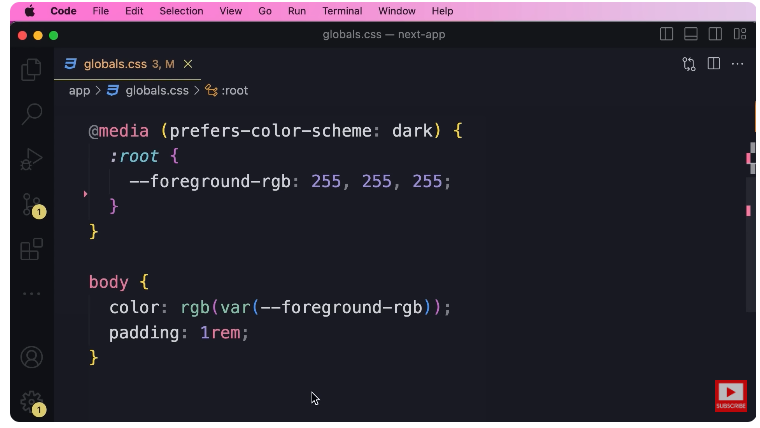 Code File Edit Selection View Go Run Terminal Window Help
globals.css — next-app
globals.css 3, M
app > globals.css > :root
@media (prefers-color-scheme: dark) {
:root {
--foreground-rgb: 255, 255, 255;
}
}
body {
color: rgb(var(--foreground-rgb));
padding: 1rem;
}
1
1
SUBSCRIBE